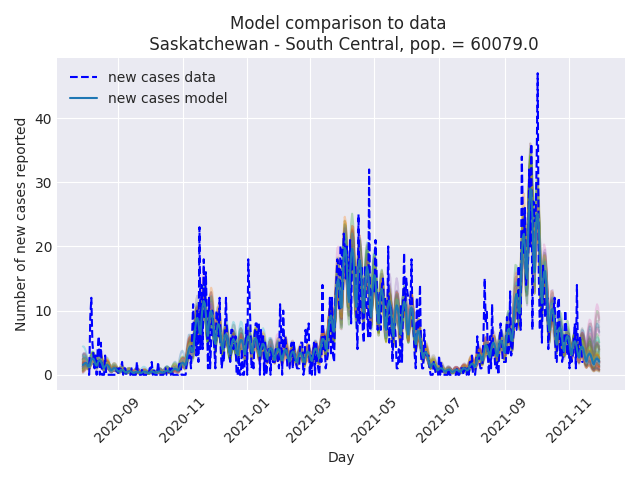 Model comparison to data
Saskatchewan - South Central, pop. = 60079.0
new cases data
new cases model
Number of new cases reported
40
30
20
10
0
2020-09
2020-11
2021-01
2021-03
2021-05
2021-07
2021-09
2021-11
Day